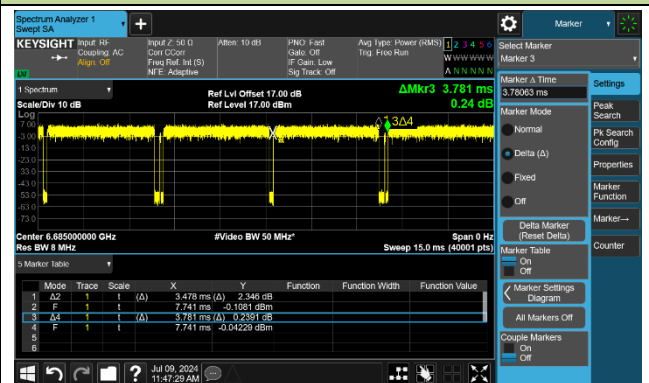 Spectrum Analyzer 1
Swept SA
Marker
KEYSIGHT Input: RF Input Z: 50 Ω Atten: 10 dB PNO: Fast Avg Type: Power (RMS) 1 2 3 4 5 6
Coupling: AC Corr CCorr Gate: Off Trig: Free Run W W W W W W
Align: Off Freq Ref: Int (S) IF Gain: Low A N N N N N
NFE: Adaptive Sig Track: Off
LXI
Select Marker
Marker 3
1 Spectrum Ref Lvl Offset 17.00 dB ΔMkr3 3.781 ms
Scale/Div 10 dB Ref Level 17.00 dBm 0.24 dB
Log
7.00
-3.00
-13.0
-23.0
-33.0
-43.0
-53.0
-63.0
-73.0
3Δ4
Center 6.685000000 GHz #Video BW 50 MHz* Span 0 Hz
Res BW 8 MHz Sweep 15.0 ms (40001 pts)
5 Marker Table
Mode Trace Scale X Y Function Function Width Function Value
1 Δ2 1 t (Δ) 3.478 ms (Δ) 2.346 dB
2 F 1 t 7.741 ms -0.1081 dBm
3 Δ4 1 t (Δ) 3.781 ms (Δ) 0.2391 dB
4 F 1 t 7.741 ms -0.04229 dBm
5
6
Marker Δ Time
3.78063 ms
Marker Mode
Normal
Delta (Δ)
Fixed
Off
Delta Marker
(Reset Delta)
Marker Table
On
Off
Marker Settings
Diagram
All Markers Off
Couple Markers
On
Off
Settings
Peak
Search
Pk Search
Config
Properties
Marker
Function
Marker→
Counter
? Jul 09, 2024
11:47:29 AM